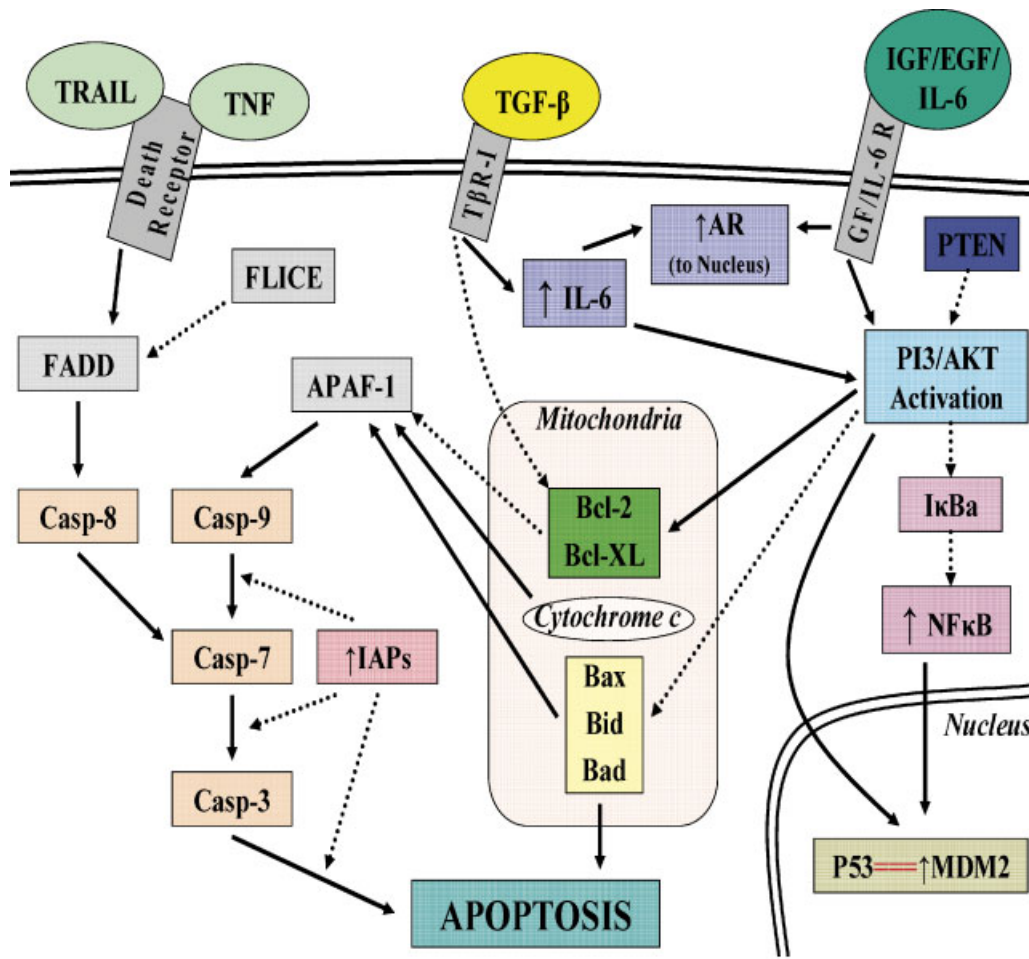 TRAIL
TNF
Death
Receptor
TGF-β
TβR-I
IGF/EGF/
IL-6
GF/IL-6 R
↑AR
(to Nucleus)
PTEN
FLICE
↑ IL-6
FADD
APAF-1
PI3/AKT
Activation
Mitochondria
Casp-8
Casp-9
Bcl-2
Bcl-XL
IκBa
Cytochrome c
↑ NFκB
Casp-7
↑IAPs
Bax
Bid
Bad
Nucleus
Casp-3
P53===↑MDM2
APOPTOSIS